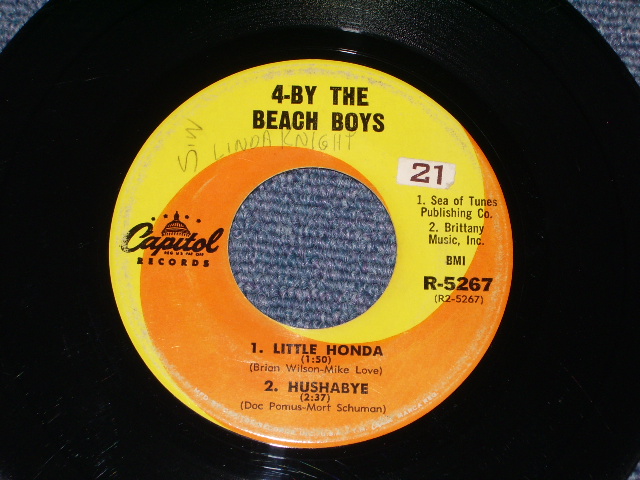 4-BY THE
BEACH BOYS
S.W
LINDA KNIGHT
21
1. Sea of Tunes
Publishing Co.
2. Brittany
Music, Inc.
BMI
Capitol
RECORDS
R-5267
(R2-5267)
1. LITTLE HONDA
(1:50)
(Brian Wilson-Mike Love)
2. HUSHABYE
(2:37)
(Doc Pomus-Mort Schuman)